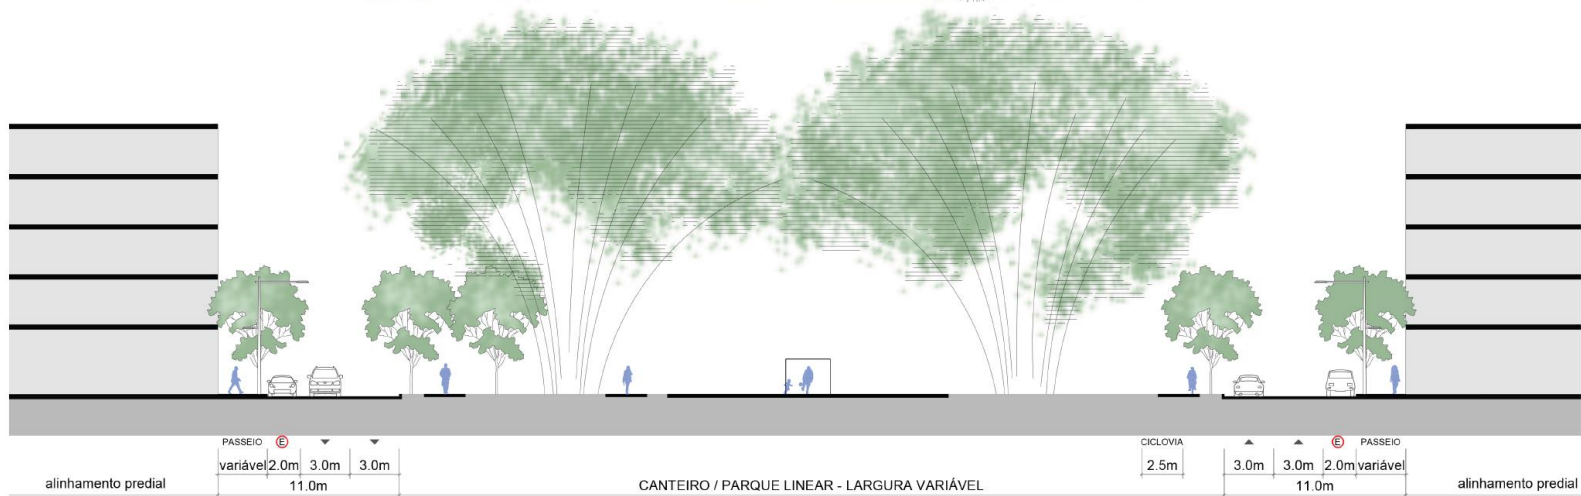 PASSEIO E CICLOVIA E PASSEIO
variável 2.0m 3.0m 3.0m 2.5m 3.0m 3.0m 2.0m variável
alinhamento predial 11.0m CANTEIRO / PARQUE LINEAR - LARGURA VARIÁVEL 11.0m alinhamento predial